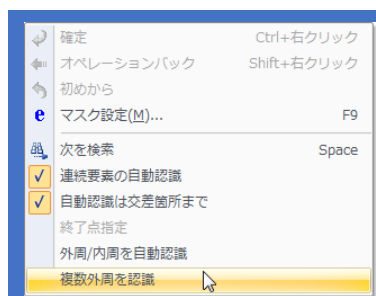 確定 Ctrl+右クリック
オペレーションバック Shift+右クリック
初めから
マスク設定(M)... F9
次を検索 Space
連続要素の自動認識
自動認識は交差箇所まで
終了点指定
外周/内周を自動認識
複数外周を認識